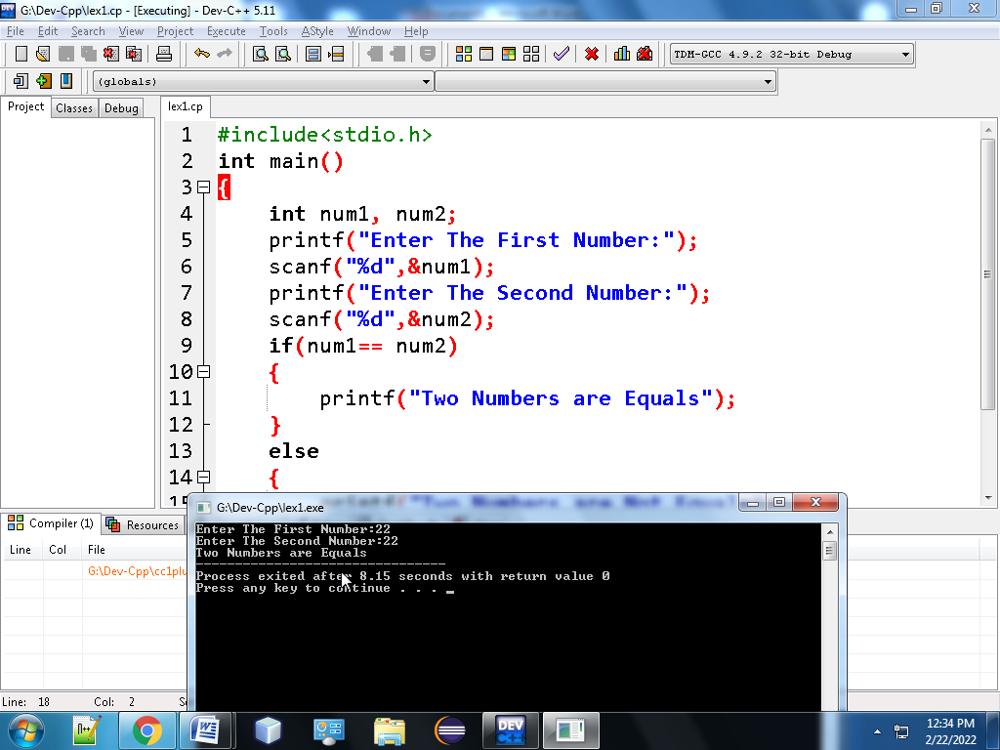 G:\Dev-Cpp\lex1.cp - [Executing] - Dev-C++ 5.11
File Edit Search View Project Execute Tools AStyle Window Help
TDM-GCC 4.9.2 32-bit Debug
(globals)
Project Classes Debug
lex1.cp
1 #include<stdio.h>
2 int main()
3 {
4 int num1, num2;
5 printf("Enter The First Number:");
6 scanf("%d",&num1);
7 printf("Enter The Second Number:");
8 scanf("%d",&num2);
9 if(num1== num2)
10 {
11 printf("Two Numbers are Equals");
12 }
13 else
14 {
Compiler (1) Resources
Line Col File
G:\Dev-Cpp\cc1plu
G:\Dev-Cpp\lex1.exe
Enter The First Number:22
Enter The Second Number:22
Two Numbers are Equals
--------------------------------
Process exited after 8.15 seconds with return value 0
Press any key to continue . . . _
Line: 18 Col: 2
n++
W
DEV
C++
12:34 PM
2/22/2022